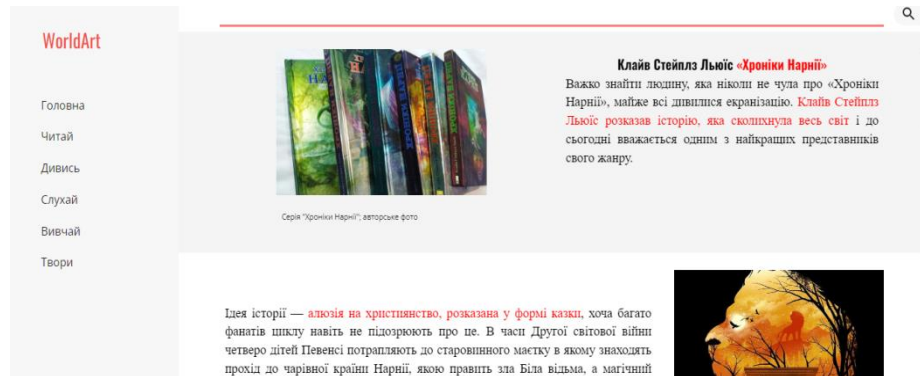 WorldArt
Головна
Читай
Дивись
Слухай
Вивчай
Твори
Серія "Хроніки Нарнії"; авторське фото
Клайв Стейплз Льюїс «Хроніки Нарнії»
Важко знайти людину, яка ніколи не чула про «Хроніки
Нарнії», майже всі дивилися екранізацію. Клайв Стейплз
Льюїс розказав історію, яка сколихнула весь світ і до
сьогодні вважається одним з найкращих представників
свого жанру.
Ідея історії — алюзія на християнство, розказана у формі казки, хоча багато
фанатів циклу навіть не підозрюють про це. В часи Другої світової війни
четверо дітей Певенсі потрапляють до старовинного маєтку в якому знаходять
прохід до чарівної країни Нарнії, якою править зла Біла відьма, а магічний